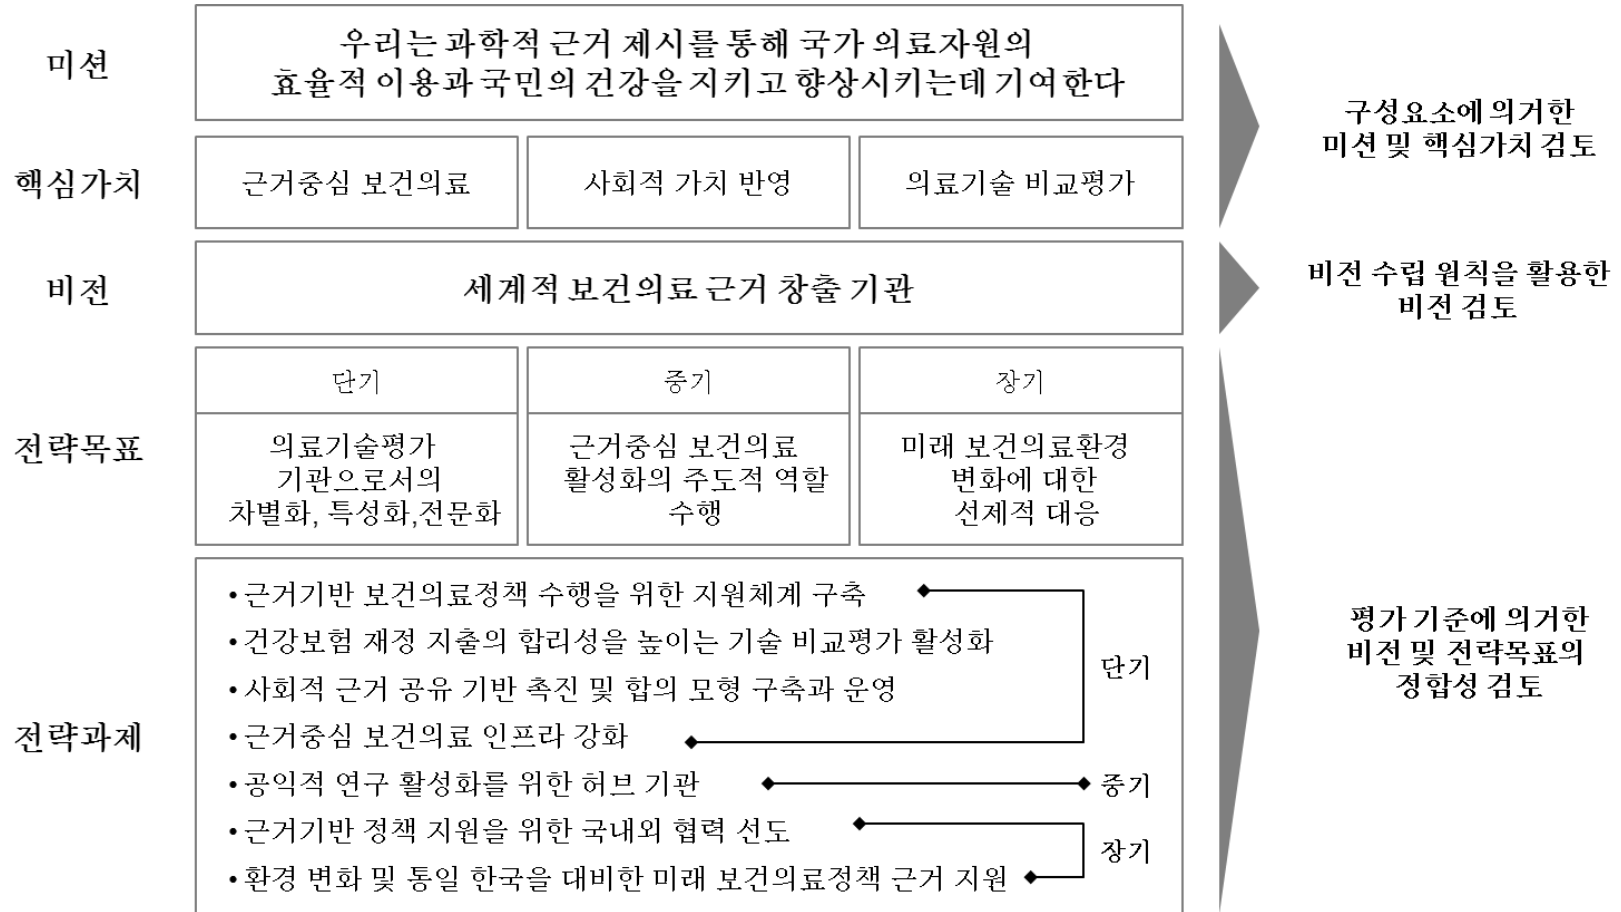 미션
우리는 과학적 근거 제시를 통해 국가 의료자원의
효율적 이용과 국민의 건강을 지키고 향상시키는데 기여한다
구성요소에 의거한
미션 및 핵심가치 검토
핵심가치
근거중심 보건의료
사회적 가치 반영
의료기술 비교평가
비전
세계적 보건의료 근거 창출 기관
비전 수립 원칙을 활용한
비전 검토
전략목표
단기
의료기술평가
기관으로서의
차별화, 특성화,전문화
중기
근거중심 보건의료
활성화의 주도적 역할
수행
장기
미래 보건의료환경
변화에 대한
선제적 대응
전략과제
•근거기반 보건의료정책 수행을 위한 지원체계 구축
•건강보험 재정 지출의 합리성을 높이는 기술 비교평가 활성화
•사회적 근거 공유 기반 촉진 및 합의 모형 구축과 운영
•근거중심 보건의료 인프라 강화
단기
•공익적 연구 활성화를 위한 허브 기관
중기
•근거기반 정책 지원을 위한 국내외 협력 선도
•환경 변화 및 통일 한국을 대비한 미래 보건의료정책 근거 지원
장기
평가 기준에 의거한
비전 및 전략목표의
정합성 검토